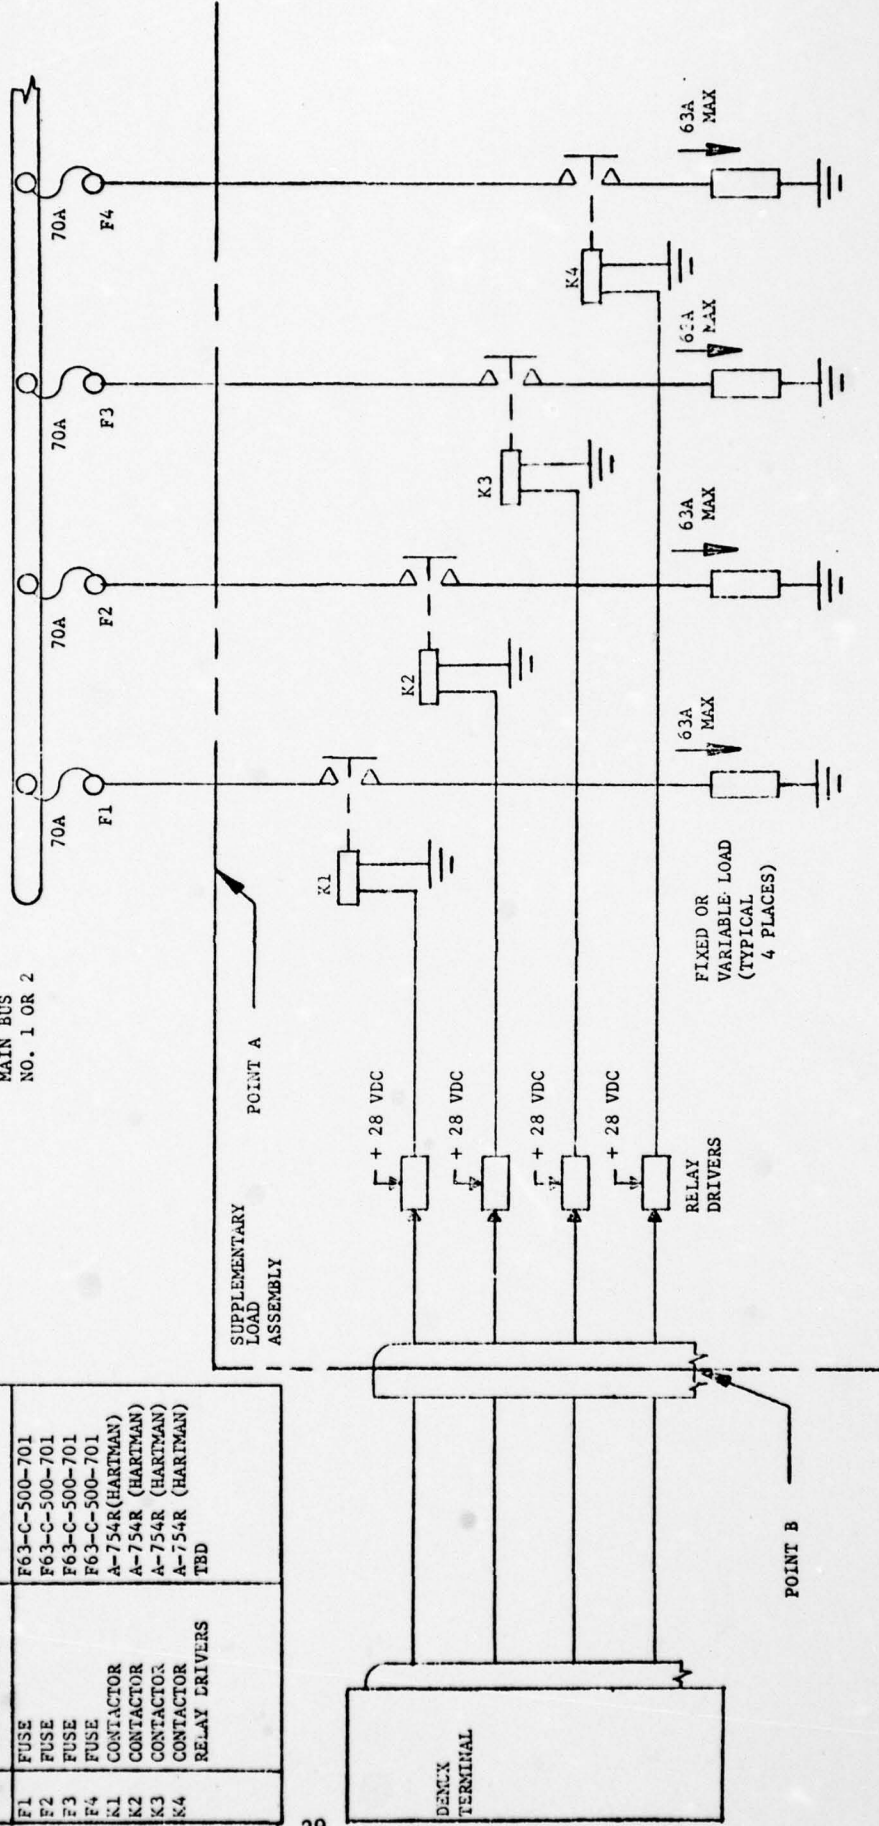 F1 FUSE F63-C-500-701
F2 FUSE F63-C-500-701
F3 FUSE F63-C-500-701
F4 FUSE F63-C-500-701
K1 CONTACTOR A-754R(HARTMAN)
K2 CONTACTOR A-754R (HARTMAN)
K3 CONTACTOR A-754R (HARTMAN)
K4 CONTACTOR A-754R (HARTMAN)
RELAY DRIVERS TBD
MAIN BUS
NO. 1 OR 2
70A
F1
70A
F2
70A
F3
70A
F4
SUPPLEMENTARY
LOAD
ASSEMBLY
POINT A
K1
K2
K3
K4
+ 28 VDC
+ 28 VDC
+ 28 VDC
+ 28 VDC
RELAY
DRIVERS
63A
MAX
63A
MAX
63A
MAX
63A
MAX
FIXED OR
VARIABLE LOAD
(TYPICAL
4 PLACES)
DEMUX
TERMINAL
POINT B